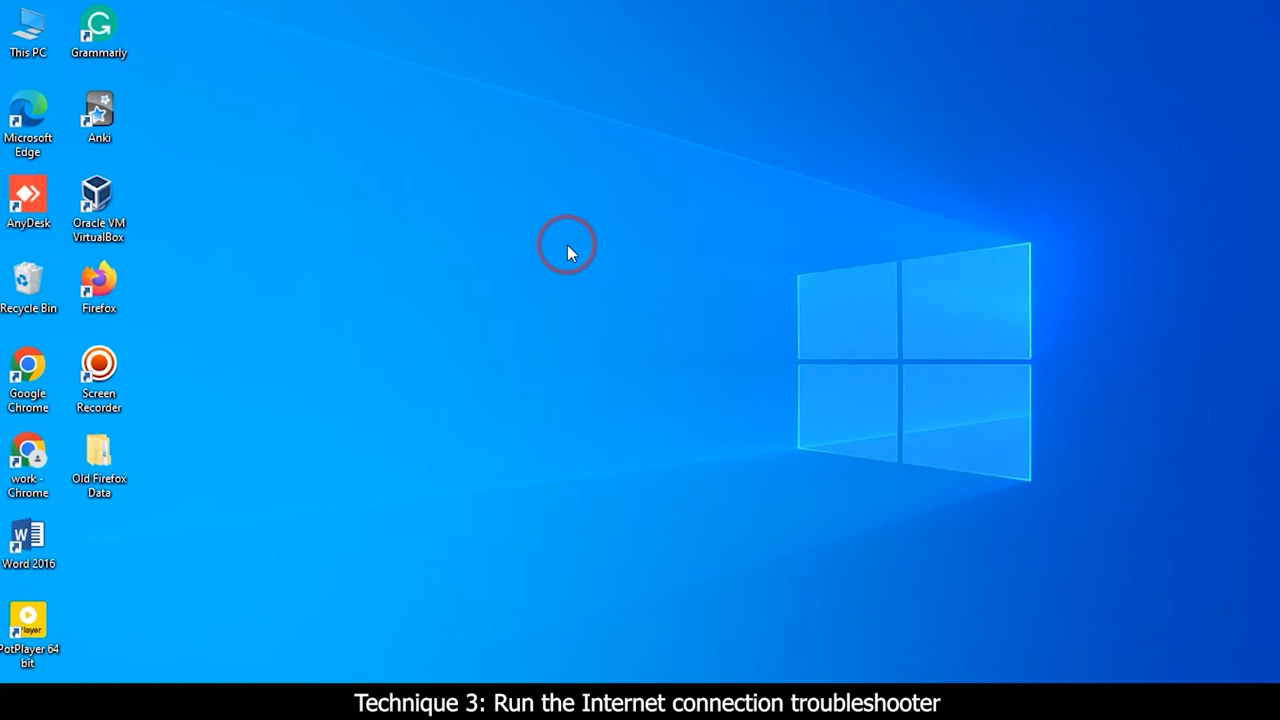 This PC
Grammarly
Microsoft
Edge
Anki
AnyDesk
Oracle VM
VirtualBox
Recycle Bin
Firefox
Google
Chrome
Screen
Recorder
work -
Chrome
Old Firefox
Data
Word 2016
Player
PotPlayer 64
bit
Technique 3: Run the Internet connection troubleshooter